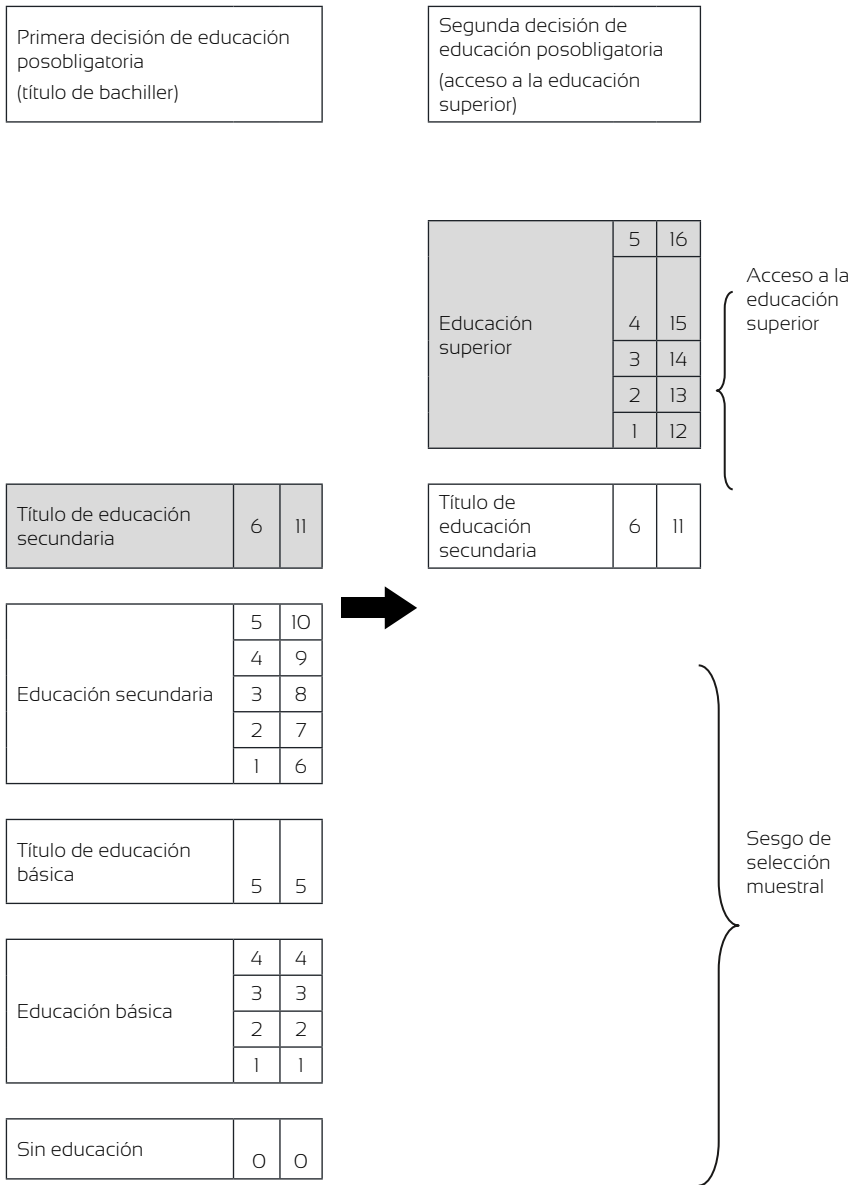 Primera decisión de educación
posobligatoria
(título de bachiller)
Segunda decisión de
educación posobligatoria
(acceso a la educación
superior)
Educación
superior
5 16
4 15
3 14
2 13
1 12
Acceso a la
educación
superior
Título de educación
secundaria
6 11
Título de
educación
secundaria
6 11
Educación secundaria
5 10
4 9
3 8
2 7
1 6
Título de educación
básica
5 5
Educación básica
4 4
3 3
2 2
1 1
Sin educación
0 0
Sesgo de
selección
muestral